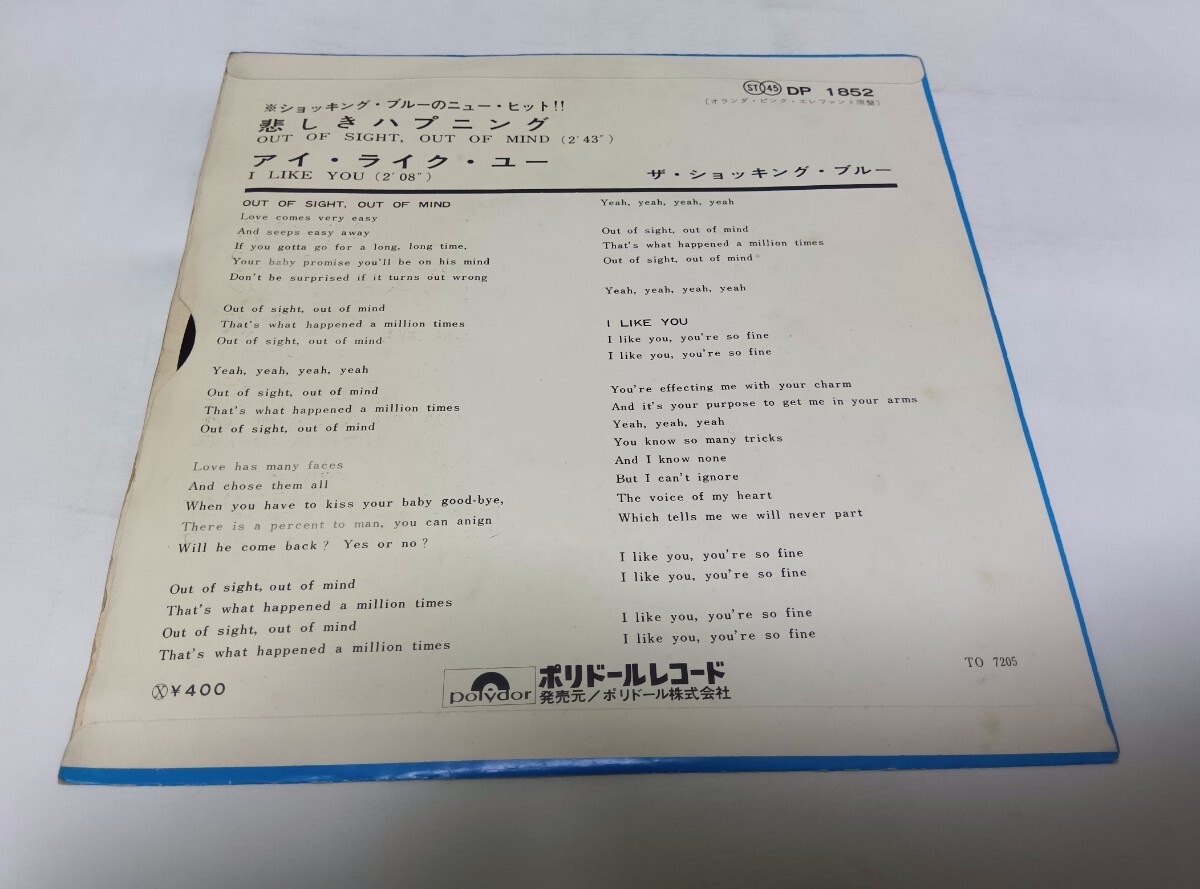 ST 45 DP 1852
(オランダ・ピンク・エレファント原盤)
※ショッキング・ブルーのニュー・ヒット!!
悲しきハプニング
OUT OF SIGHT, OUT OF MIND (2'43")
アイ・ライク・ユー
I LIKE YOU (2'08")
ザ・ショッキング・ブルー
OUT OF SIGHT, OUT OF MIND
Love comes very easy
And seeps easy away
If you gotta go for a long, long time,
Your baby promise you'll be on his mind
Don't be surprised if it turns out wrong
Out of sight, out of mind
That's what happened a million times
Out of sight, out of mind
Yeah, yeah, yeah, yeah
Out of sight, out of mind
That's what happened a million times
Out of sight, out of mind
Love has many faces
And chose them all
When you have to kiss your baby good-bye,
There is a percent to man, you can anign
Will he come back? Yes or no?
Out of sight, out of mind
That's what happened a million times
Out of sight, out of mind
That's what happened a million times
Yeah, yeah, yeah, yeah
Out of sight, out of mind
That's what happened a million times
Out of sight, out of mind
Yeah, yeah, yeah, yeah
I LIKE YOU
I like you, you're so fine
I like you, you're so fine
You're effecting me with your charm
And it's your purpose to get me in your arms
Yeah, yeah, yeah
You know so many tricks
And I know none
But I can't ignore
The voice of my heart
Which tells me we will never part
I like you, you're so fine
I like you, you're so fine
I like you, you're so fine
I like you, you're so fine
TO 7205
Ⓧ¥400
polydor
ポリドールレコード
発売元/ポリドール株式会社